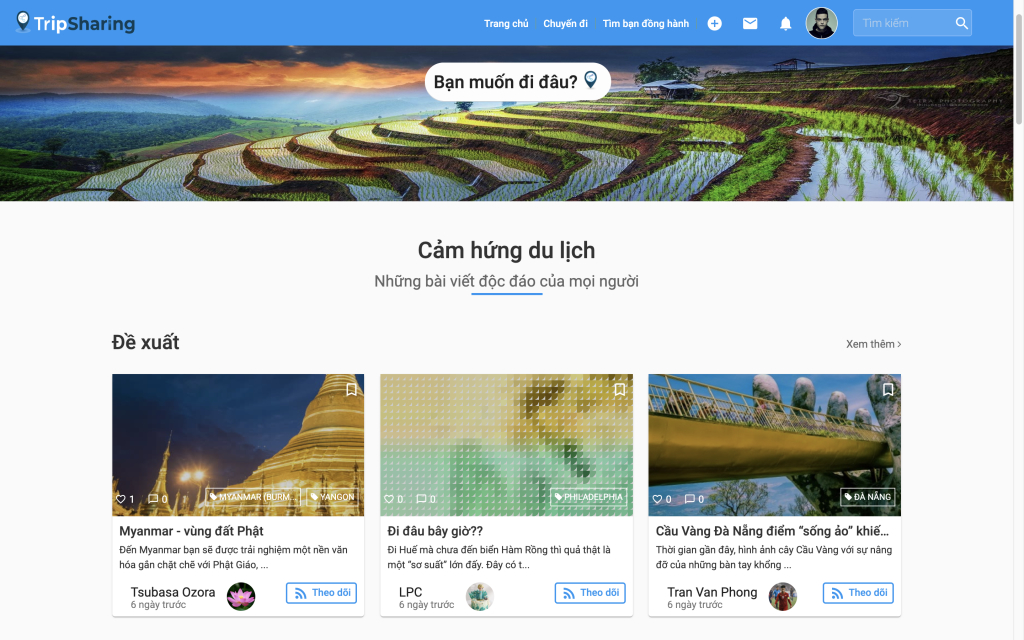 TripSharing
Trang chủ
Chuyến đi
Tìm bạn đồng hành
Tìm kiếm
Bạn muốn đi đâu?
Cảm hứng du lịch
Những bài viết độc đáo của mọi người
Đề xuất
Xem thêm
1
0
MYANMAR (BURM...
YANGON
Myanmar - vùng đất Phật
Đến Myanmar bạn sẽ được trải nghiệm một nền văn
hóa gắn chặt chẽ với Phật Giáo, ...
Tsubasa Ozora
6 ngày trước
Theo dõi
0
0
PHILADELPHIA
Đi đâu bây giờ??
Đi Huế mà chưa đến biển Hàm Rồng thì quả thật là
một “sơ suất” lớn đấy. Đây có t...
LPC
6 ngày trước
Theo dõi
0
0
ĐÀ NẴNG
Cầu Vàng Đà Nẵng điểm “sống ảo” khiế...
Thời gian gần đây, hình ảnh cây Cầu Vàng với sự nâng
đỡ của những bàn tay khổng ...
Tran Van Phong
6 ngày trước
Theo dõi